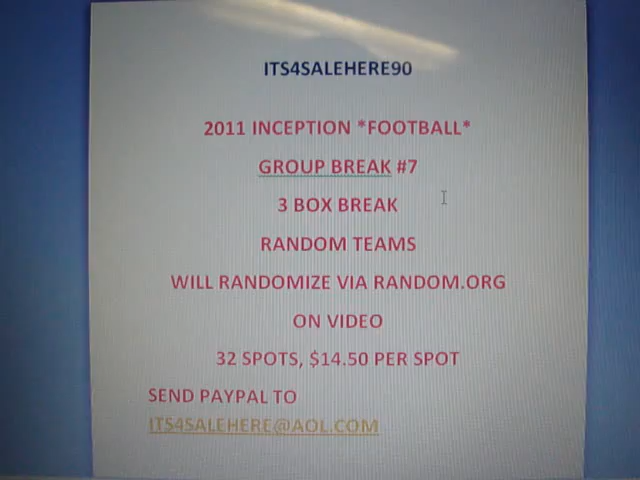 ITS4SALEHERE90
2011 INCEPTION *FOOTBALL*
GROUP BREAK #7
3 BOX BREAK
RANDOM TEAMS
WILL RANDOMIZE VIA RANDOM.ORG
ON VIDEO
32 SPOTS, $14.50 PER SPOT
SEND PAYPAL TO
ITS4SALEHERE@AOL.COM